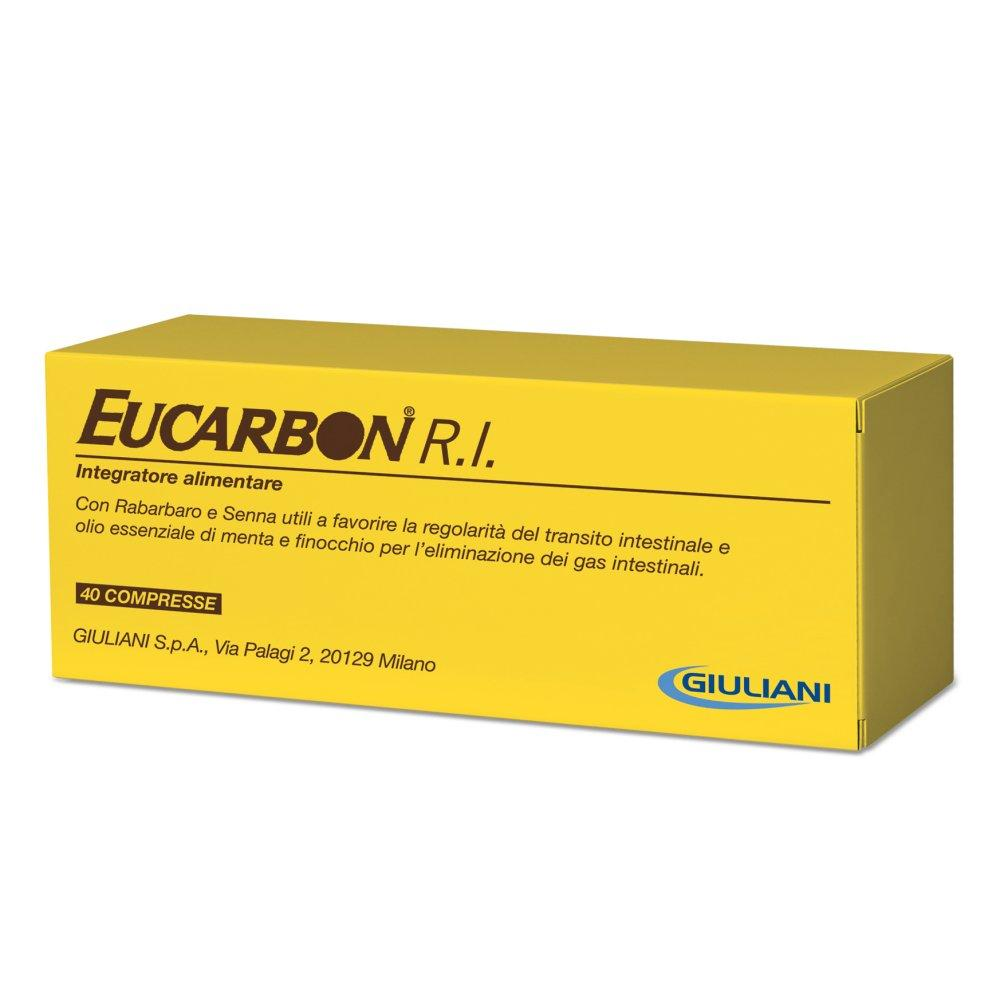 EUCARBON® R.I.
Integratore alimentare
Con Rabarbaro e Senna utili a favorire la regolarità del transito intestinale e
olio essenziale di menta e finocchio per l'eliminazione dei gas intestinali.
40 COMPRESSE
GIULIANI S.p.A., Via Palagi 2, 20129 Milano
GIULIANI